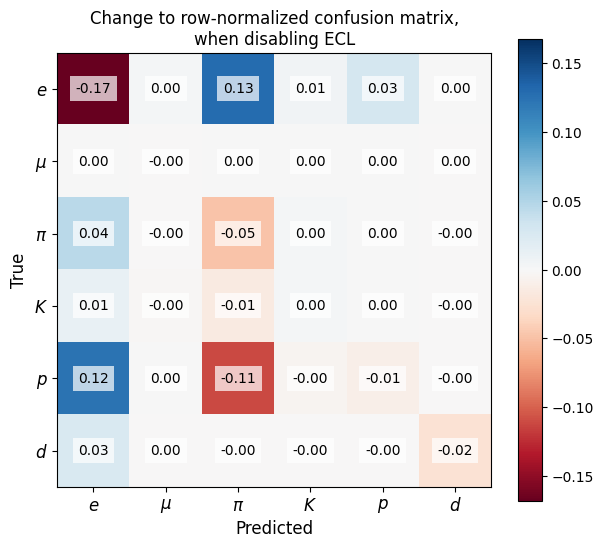 Change to row-normalized confusion matrix,
when disabling ECL
e -0.17 0.00 0.13 0.01 0.03 0.00
μ 0.00 -0.00 0.00 0.00 0.00 0.00
π 0.04 -0.00 -0.05 0.00 0.00 -0.00
K 0.01 -0.00 -0.01 0.00 0.00 -0.00
p 0.12 0.00 -0.11 -0.00 -0.01 -0.00
d 0.03 0.00 -0.00 -0.00 -0.00 -0.02
e μ π K p d
Predicted
True
0.15
0.10
0.05
0.00
−0.05
−0.10
−0.15